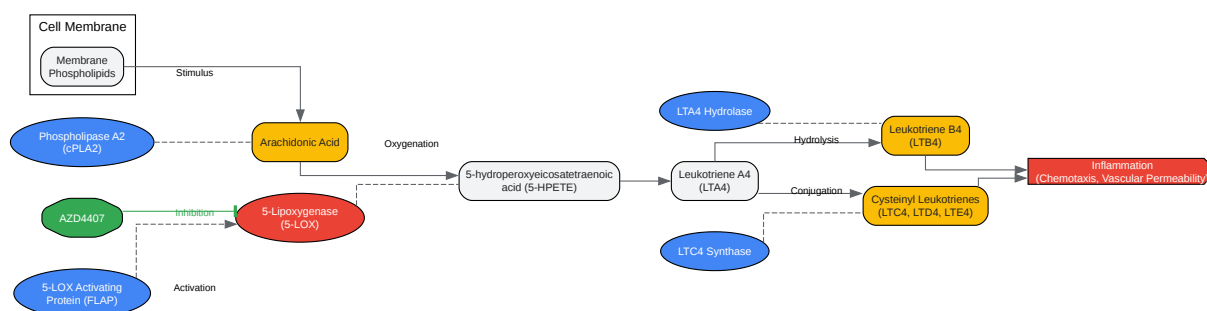 Cell Membrane
Membrane
Phospholipids
Stimulus
Phospholipase A2
(cPLA2)
Arachidonic Acid
Oxygenation
AZD4407
Inhibition
5-Lipoxygenase
(5-LOX)
5-LOX Activating
Protein (FLAP)
Activation
5-hydroperoxyeicosatetraenoic
acid (5-HPETE)
LTA4 Hydrolase
Hydrolysis
Leukotriene A4
(LTA4)
Conjugation
LTC4 Synthase
Leukotriene B4
(LTB4)
Cysteinyl Leukotrienes
(LTC4, LTD4, LTE4)
Inflammation
(Chemotaxis, Vascular Permeability)